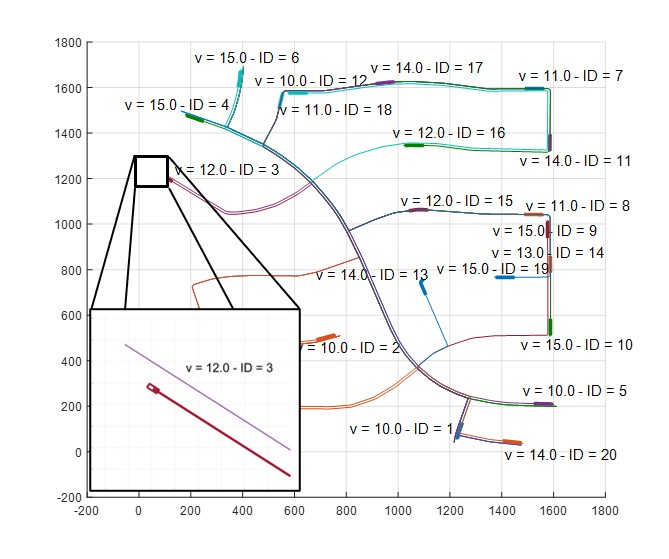 1800
v = 15.0 - ID = 6
v = 14.0 - ID = 17
1600
v = 10.0 - ID = 12
v = 11.0 - ID = 7
v = 15.0 - ID = 4
v = 11.0 - ID = 18
1400
v = 12.0 - ID = 16
v = 14.0 - ID = 11
v = 12.0 - ID = 3
1200
v = 12.0 - ID = 15
v = 11.0 - ID = 8
1000
v = 15.0 - ID = 9
v = 13.0 - ID = 14
800
v = 14.0 - ID = 13
v = 15.0 - ID = 19
600
v = 10.0 - ID = 2
v = 15.0 - ID = 10
400
v = 12.0 - ID = 3
v = 10.0 - ID = 5
200
v = 10.0 - ID = 1
0
v = 14.0 - ID = 20
-200
-200 0 200 400 600 800 1000 1200 1400 1600 1800